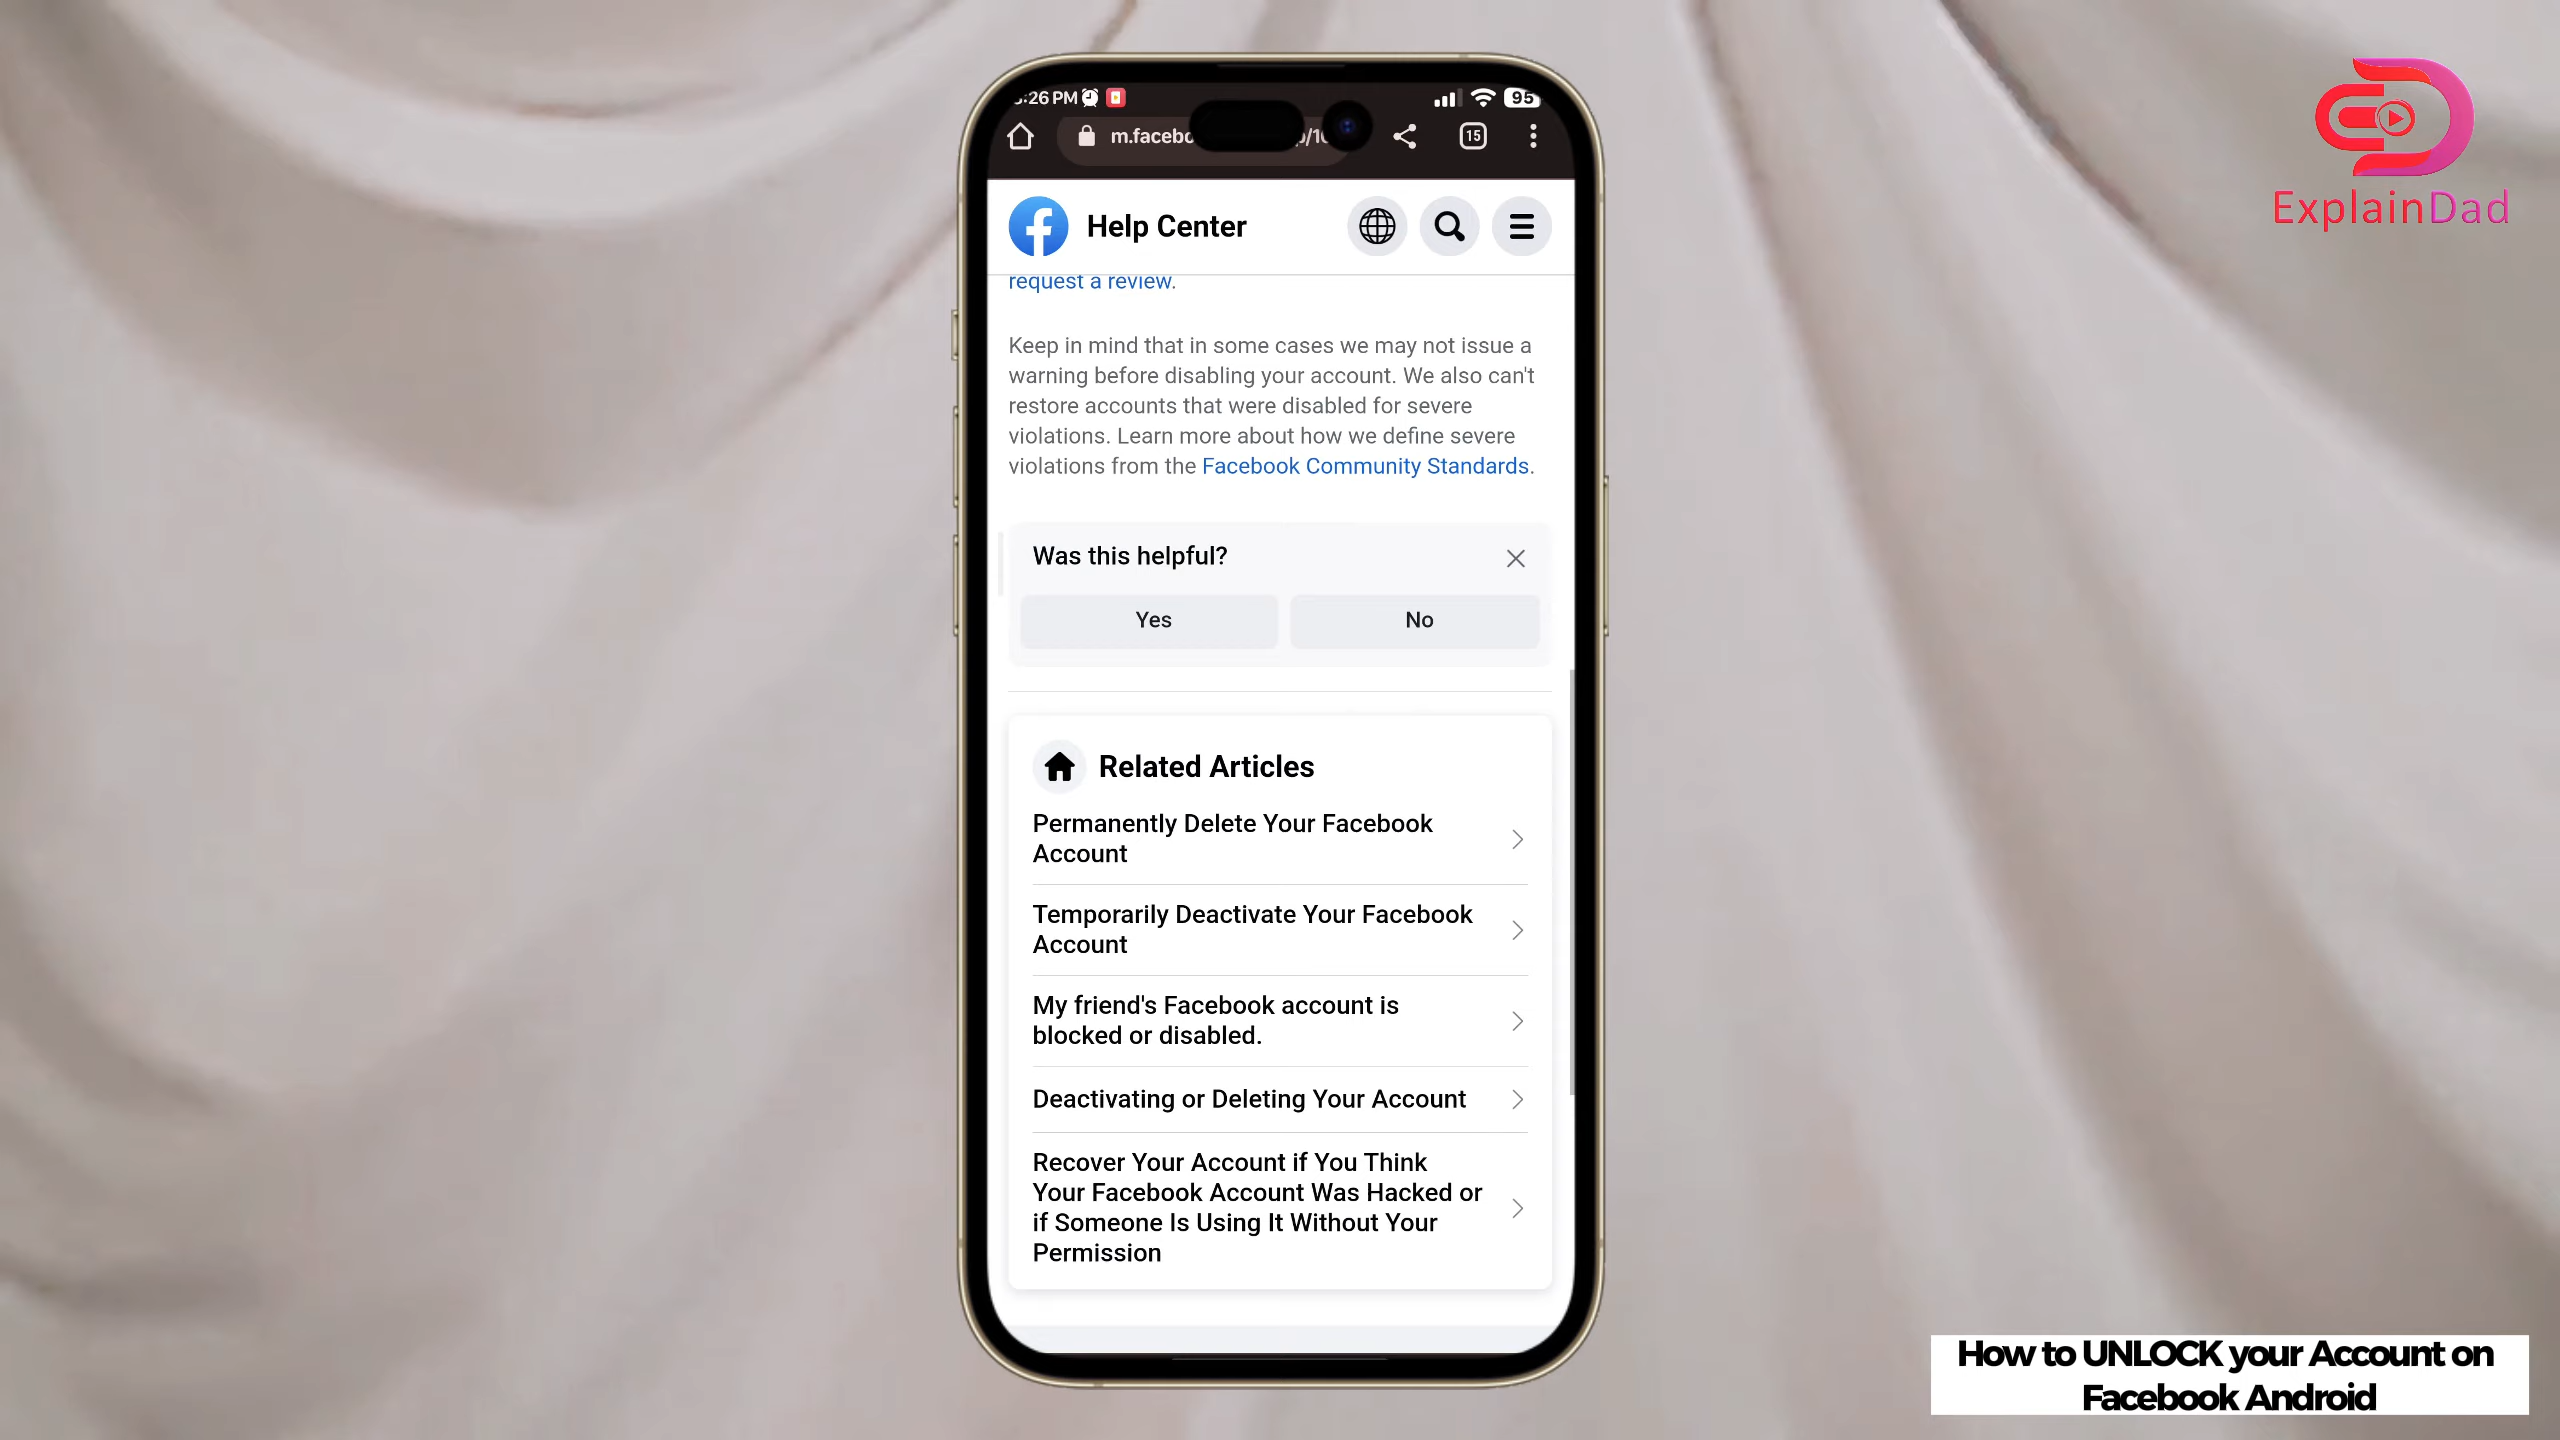 :26 PM
95
m.facebo
/10
15
ExplainDad
Help Center
request a review.
Keep in mind that in some cases we may not issue a
warning before disabling your account. We also can't
restore accounts that were disabled for severe
violations. Learn more about how we define severe
violations from the Facebook Community Standards.
Was this helpful?
Yes
No
Related Articles
Permanently Delete Your Facebook
Account
Temporarily Deactivate Your Facebook
Account
My friend's Facebook account is
blocked or disabled.
Deactivating or Deleting Your Account
Recover Your Account if You Think
Your Facebook Account Was Hacked or
if Someone Is Using It Without Your
Permission
How to UNLOCK your Account on
Facebook Android